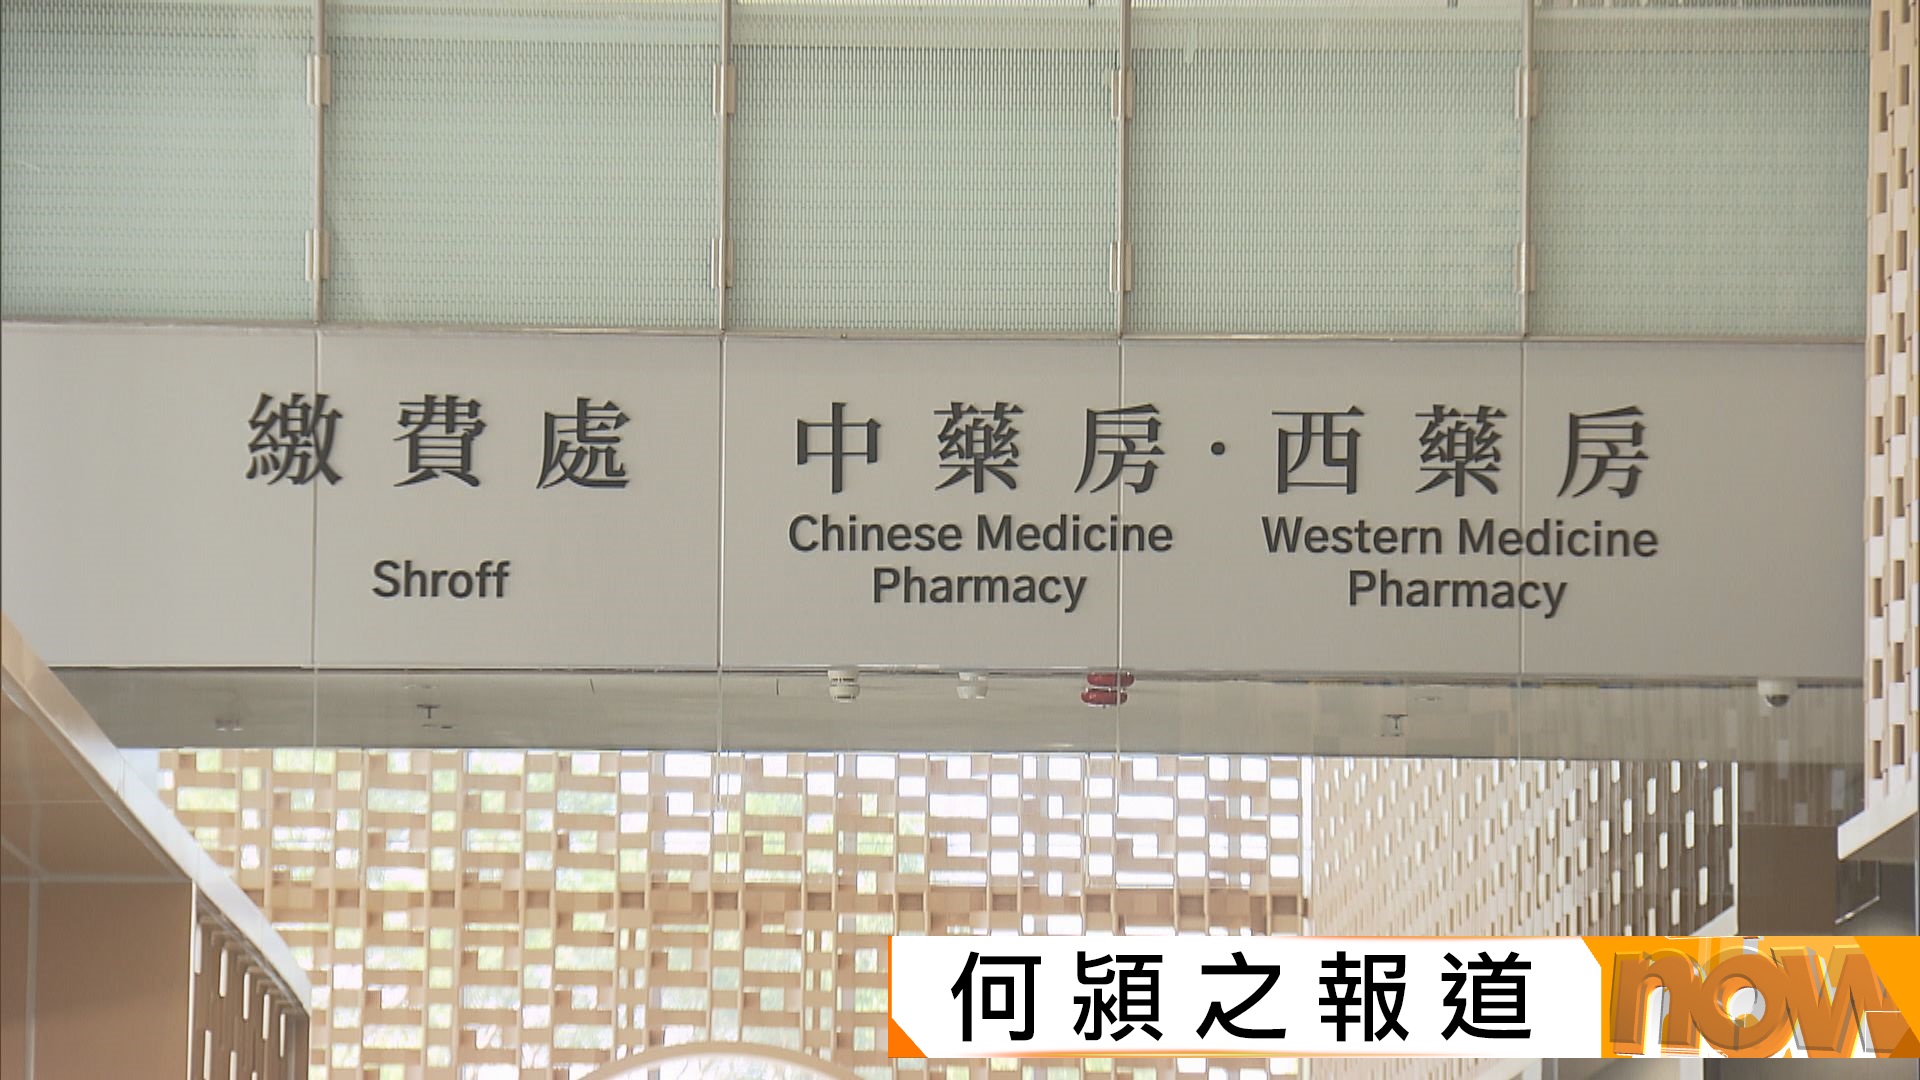 繳費處
Shroff
中藥房·西藥房
Chinese Medicine
Pharmacy
Western Medicine
Pharmacy
何潁之報道
now